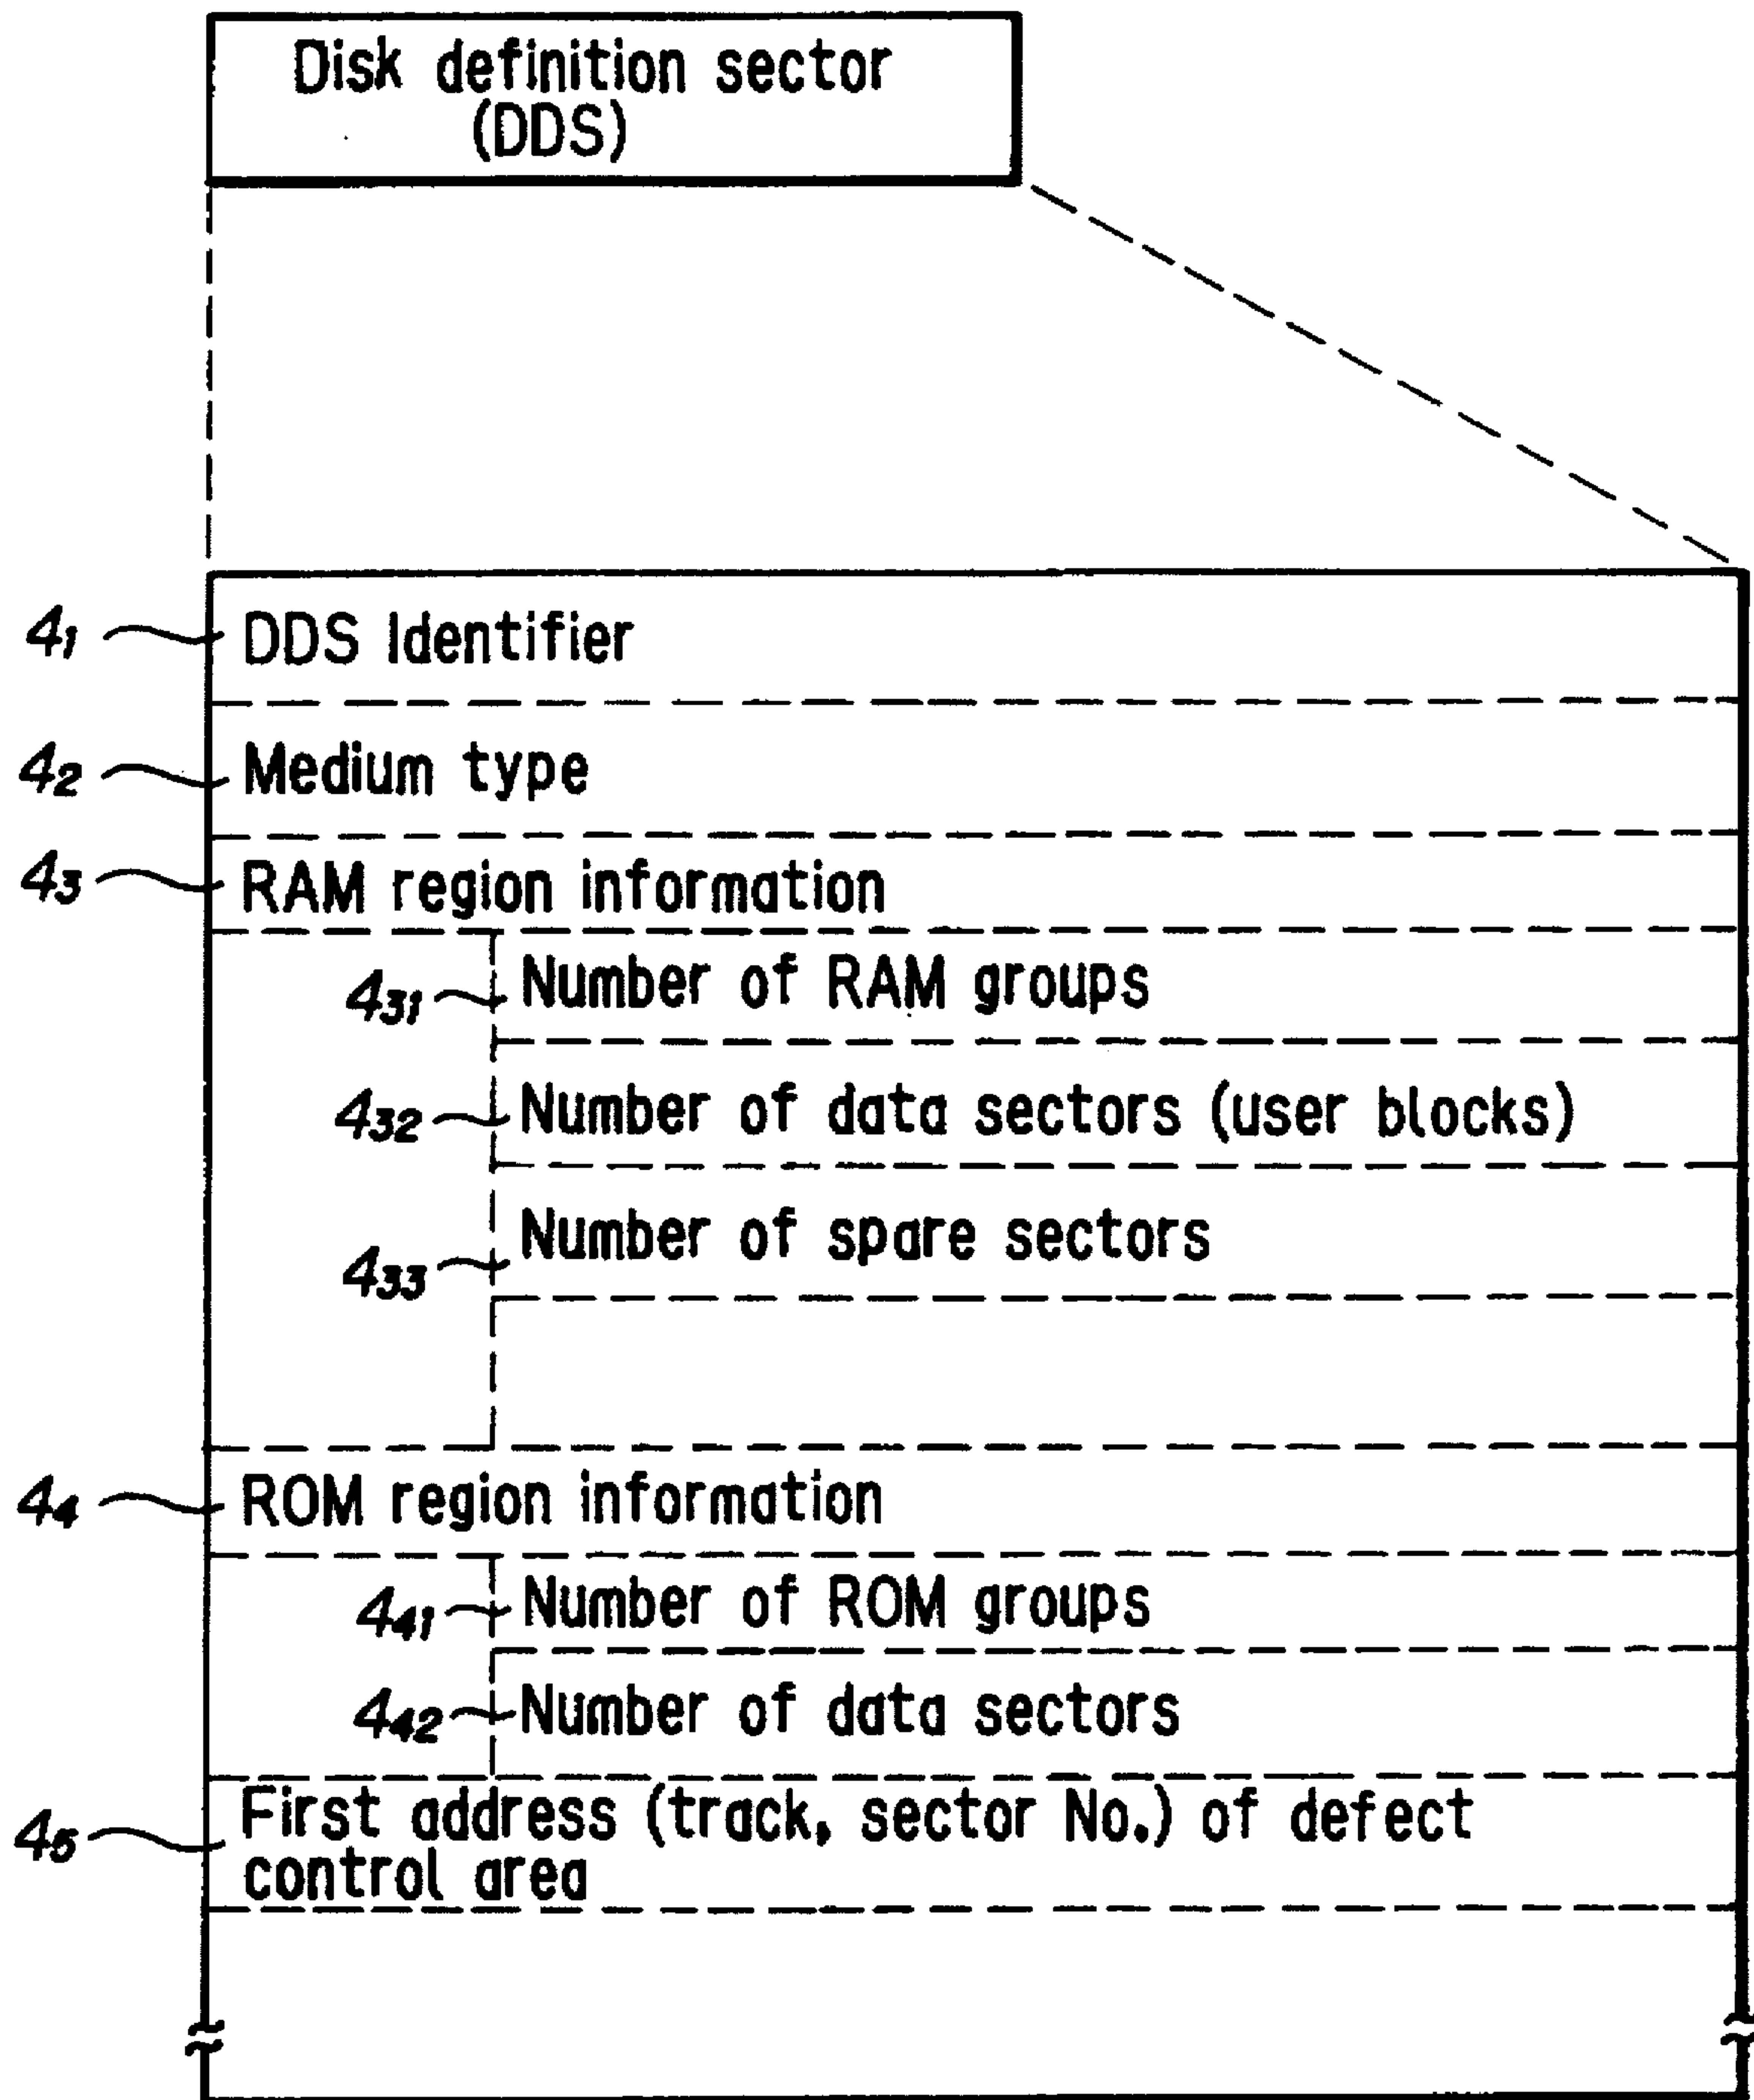 Disk definition sector
(DDS)
41 DDS Identifier
42 Medium type
43 RAM region information
431 Number of RAM groups
432 Number of data sectors (user blocks)
433 Number of spare sectors
44 ROM region information
441 Number of ROM groups
442 Number of data sectors
45 First address (track, sector No.) of defect
control area